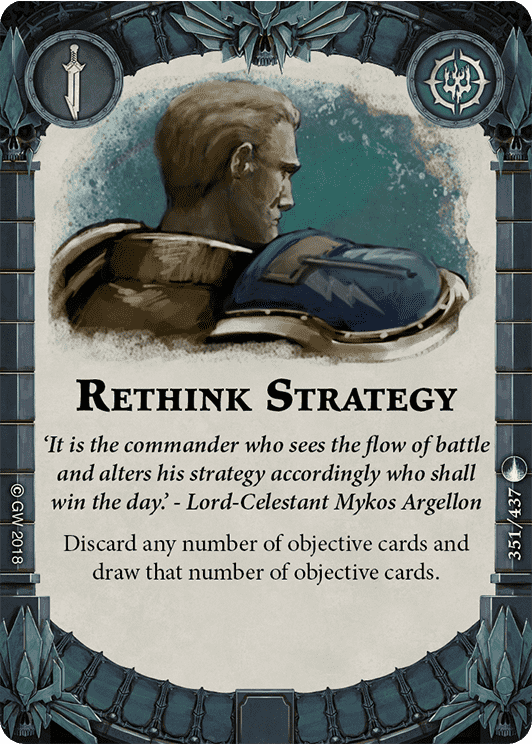 RETHINK STRATEGY
‘It is the commander who sees the flow of battle
and alters his strategy accordingly who shall
win the day.’ - Lord-Celestant Mykos Argellon
Discard any number of objective cards and
draw that number of objective cards.
© GW 2018
351/437